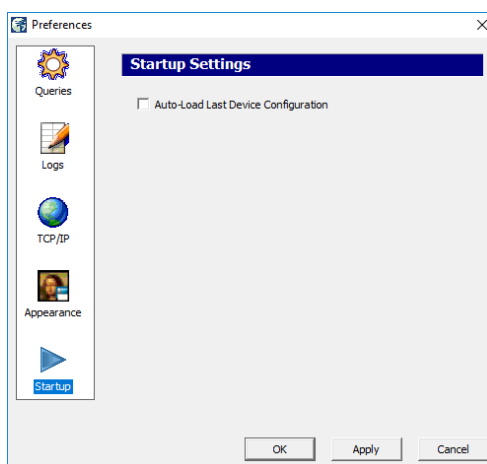 Preferences
Startup Settings
Auto-Load Last Device Configuration
Queries
Logs
TCP/IP
Appearance
Startup
OK
Apply
Cancel